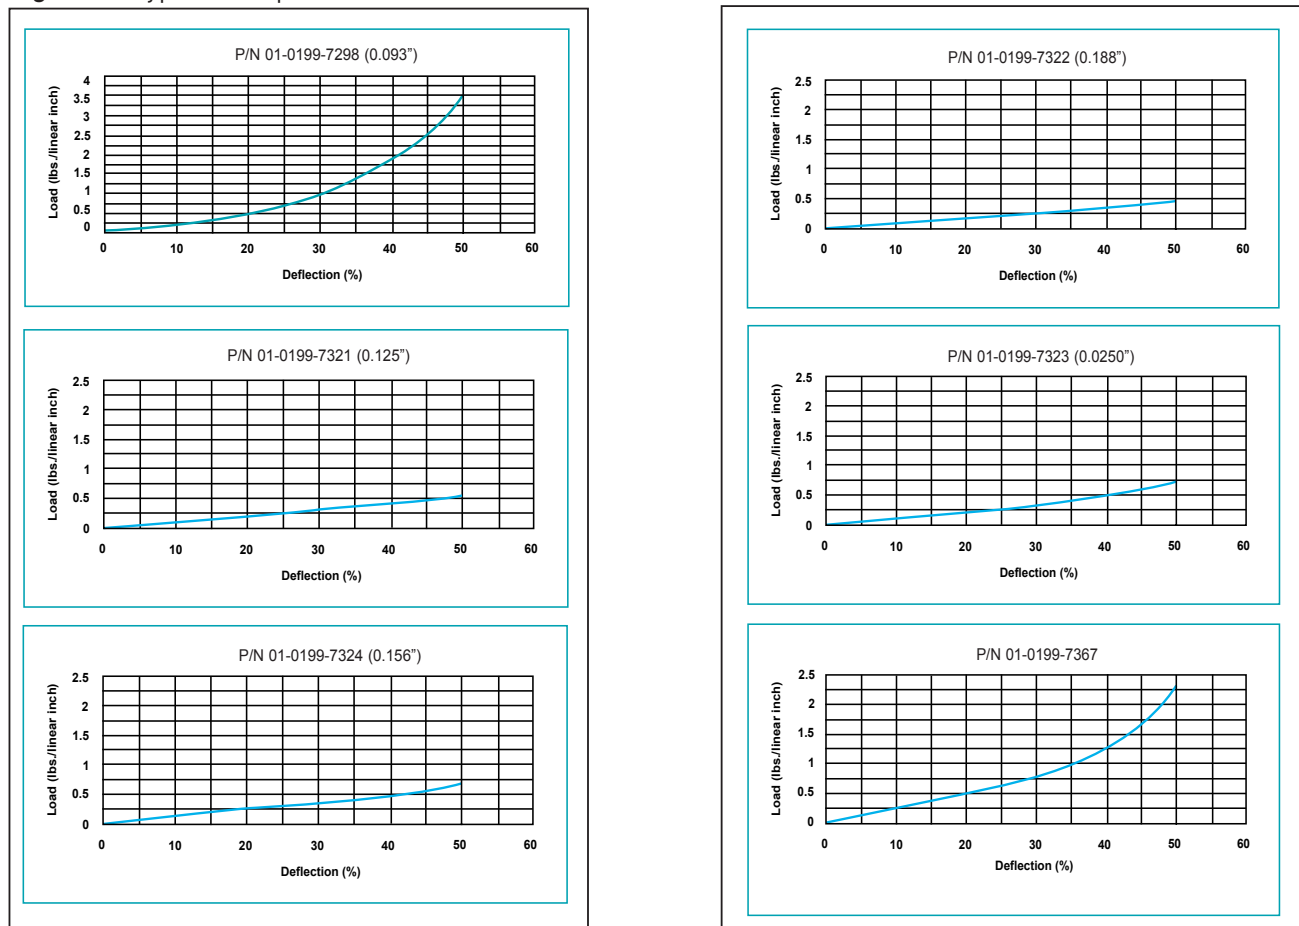 P/N 01-0199-7298 (0.093”)
Load (lbs./linear inch)
4
3.5
3
2.5
2
1.5
1
0.5
0
0 10 20 30 40 50 60
Deflection (%)
P/N 01-0199-7321 (0.125”)
Load (lbs./linear inch)
2.5
2
1.5
1
0.5
0
0 10 20 30 40 50 60
Deflection (%)
P/N 01-0199-7324 (0.156”)
Load (lbs./linear inch)
2.5
2
1.5
1
0.5
0
0 10 20 30 40 50 60
Deflection (%)
P/N 01-0199-7322 (0.188”)
Load (lbs./linear inch)
2.5
2
1.5
1
0.5
0
0 10 20 30 40 50 60
Deflection (%)
P/N 01-0199-7323 (0.0250”)
Load (lbs./linear inch)
2.5
2
1.5
1
0.5
0
0 10 20 30 40 50 60
Deflection (%)
P/N 01-0199-7367
Load (lbs./linear inch)
2.5
2
1.5
1
0.5
0
0 10 20 30 40 50 60
Deflection (%)